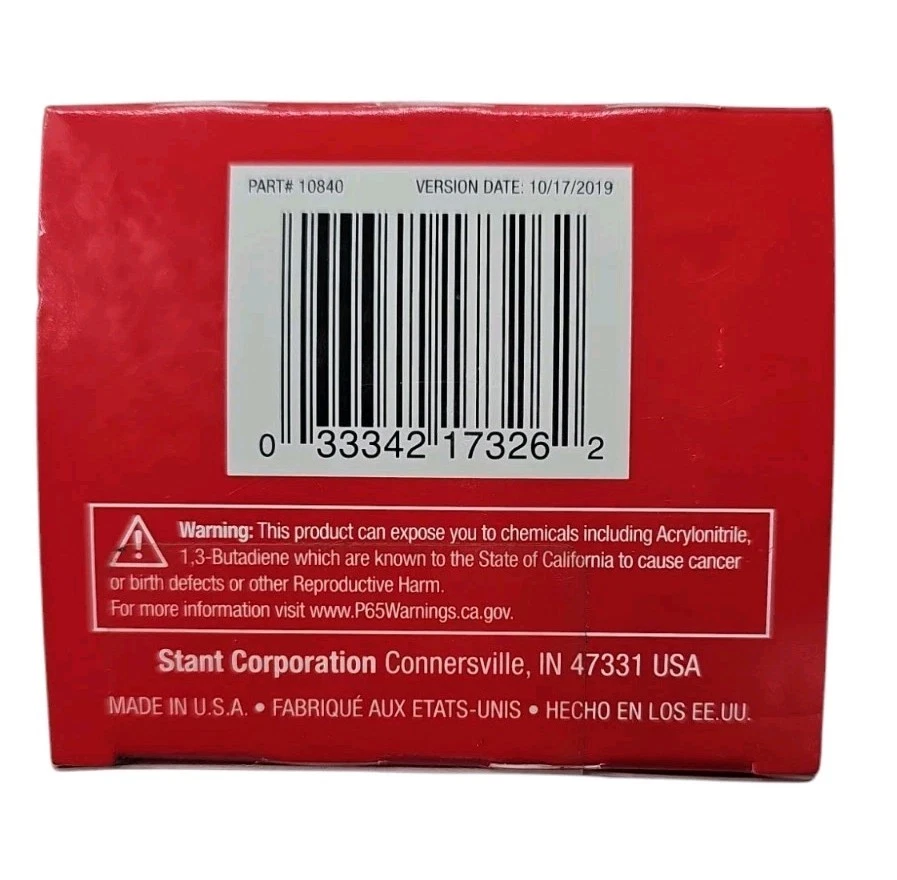 PART# 10840 VERSION DATE: 10/17/2019
0 33342 17326 2
Warning: This product can expose you to chemicals including Acrylonitrile,
1,3-Butadiene which are known to the State of California to cause cancer
or birth defects or other Reproductive Harm.
For more information visit www.P65Warnings.ca.gov.
Stant Corporation Connersville, IN 47331 USA
MADE IN U.S.A. • FABRIQUÉ AUX ETATS-UNIS • HECHO EN LOS EE.UU.